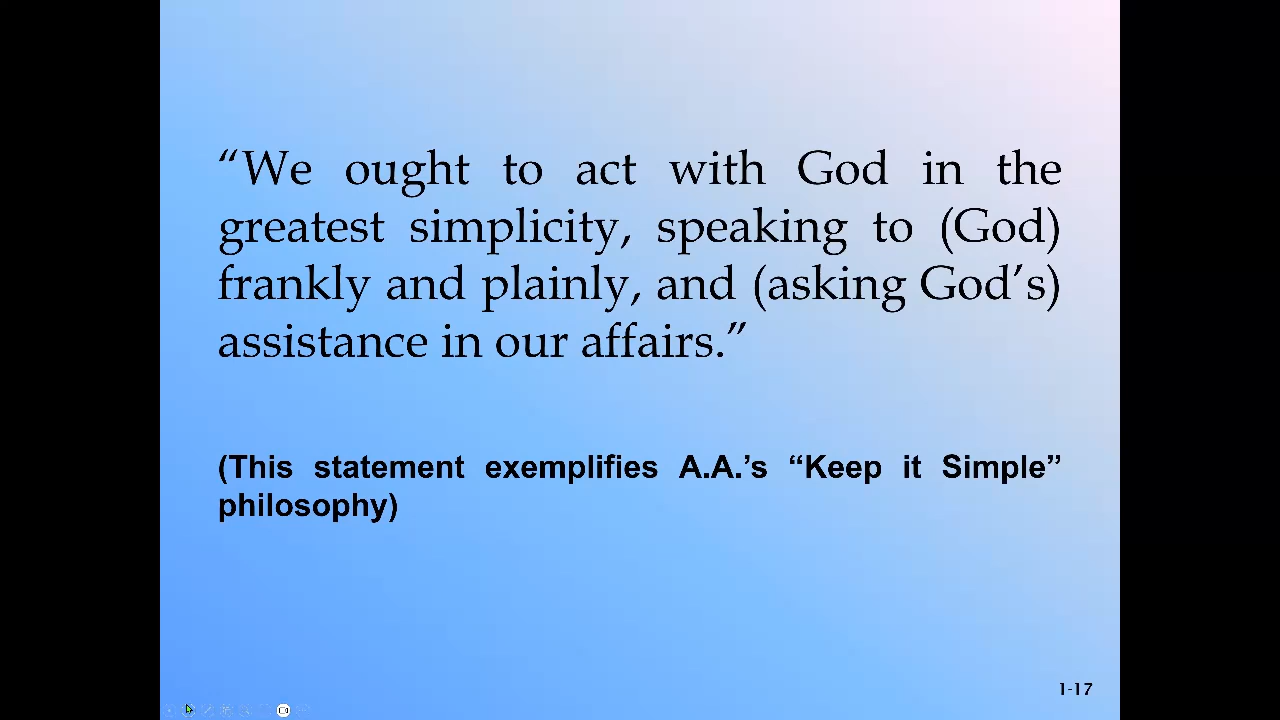 “We ought to act with God in the
greatest simplicity, speaking to (God)
frankly and plainly, and (asking God’s)
assistance in our affairs.”
(This statement exemplifies A.A.’s “Keep it Simple”
philosophy)
1-17